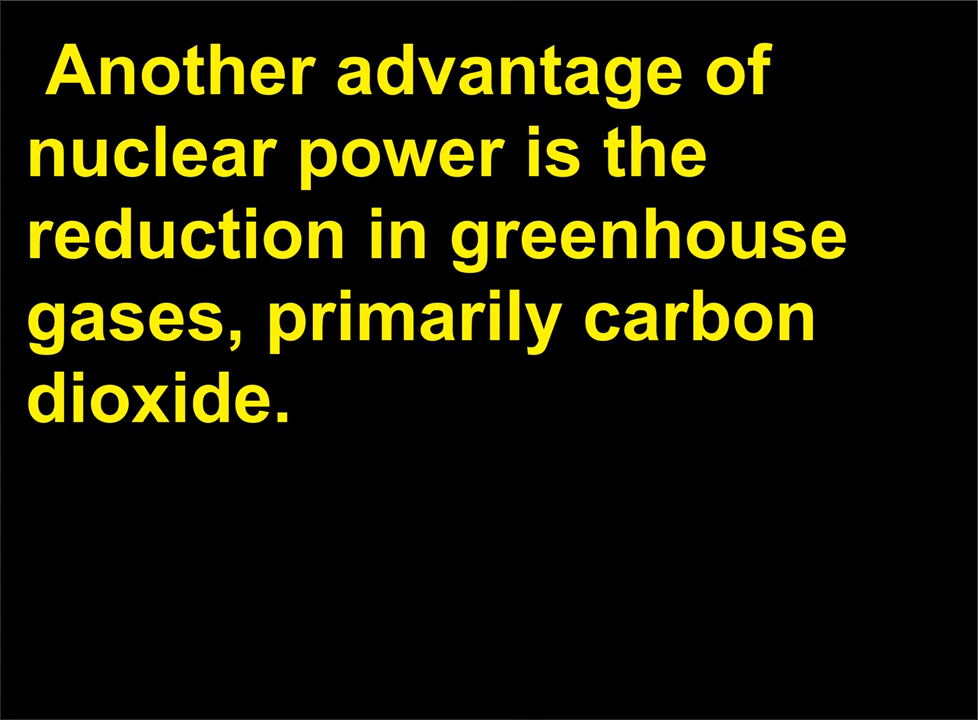 Another advantage of
nuclear power is the
reduction in greenhouse
gases, primarily carbon
dioxide.